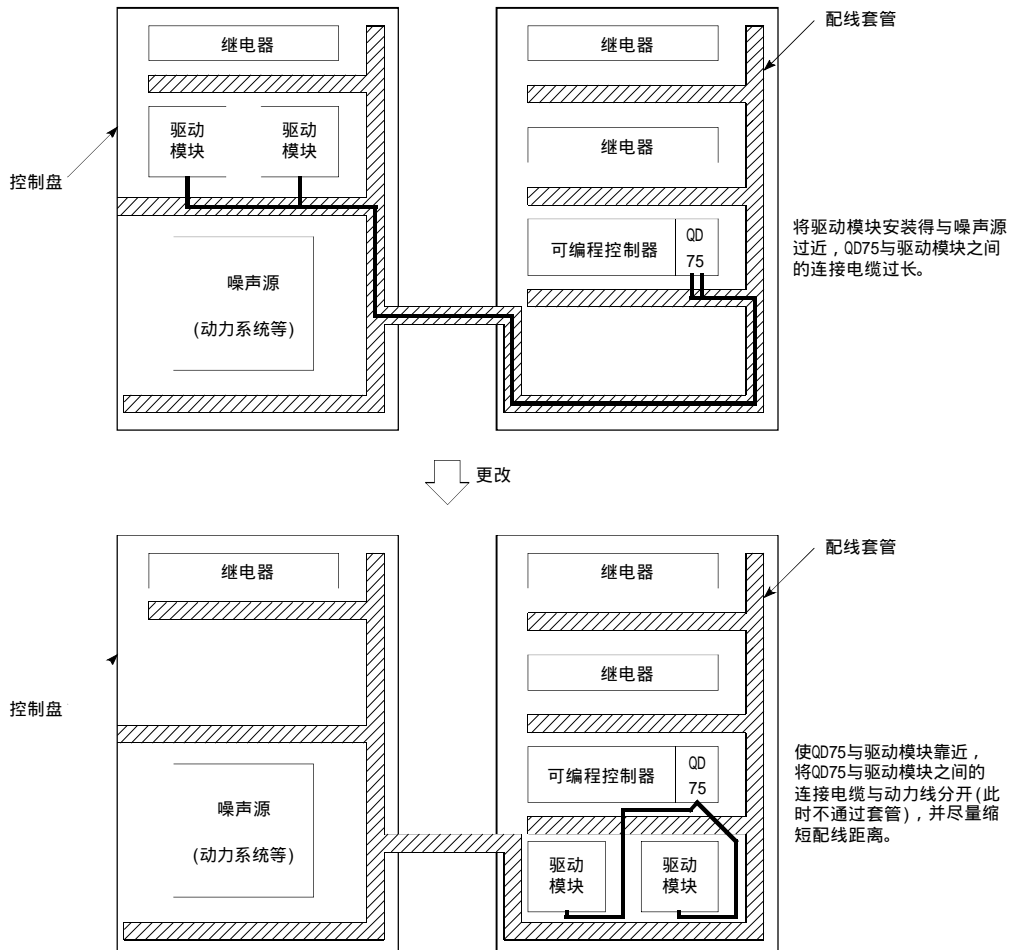 继电器
继电器
配线套管
驱动
模块
驱动
模块
继电器
控制盘
可编程控制器
QD
75
将驱动模块安装得与噪声源
过近，QD75与驱动模块之间
的连接电缆过长。
噪声源
(动力系统等)
更改
继电器
继电器
配线套管
继电器
控制盘
可编程控制器
QD
75
使QD75与驱动模块靠近，
将QD75与驱动模块之间的
连接电缆与动力线分开(此
时不通过套管)，并尽量缩
短配线距离。
噪声源
(动力系统等)
驱动
模块
驱动
模块